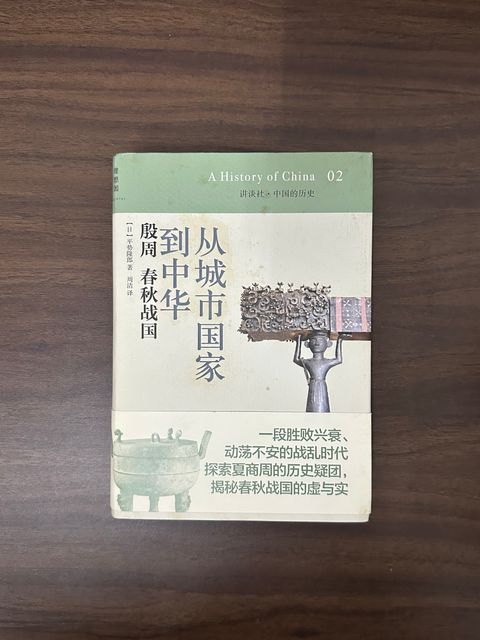 理想国
A History of China 02
讲谈社·中国的历史
从城市国家
到中华
殷周 春秋战国
[日] 平势隆郎 著 周洁 译
一段胜败兴衰、
动荡不安的战乱时代
探索夏商周的历史疑团，
揭秘春秋战国的虚与实